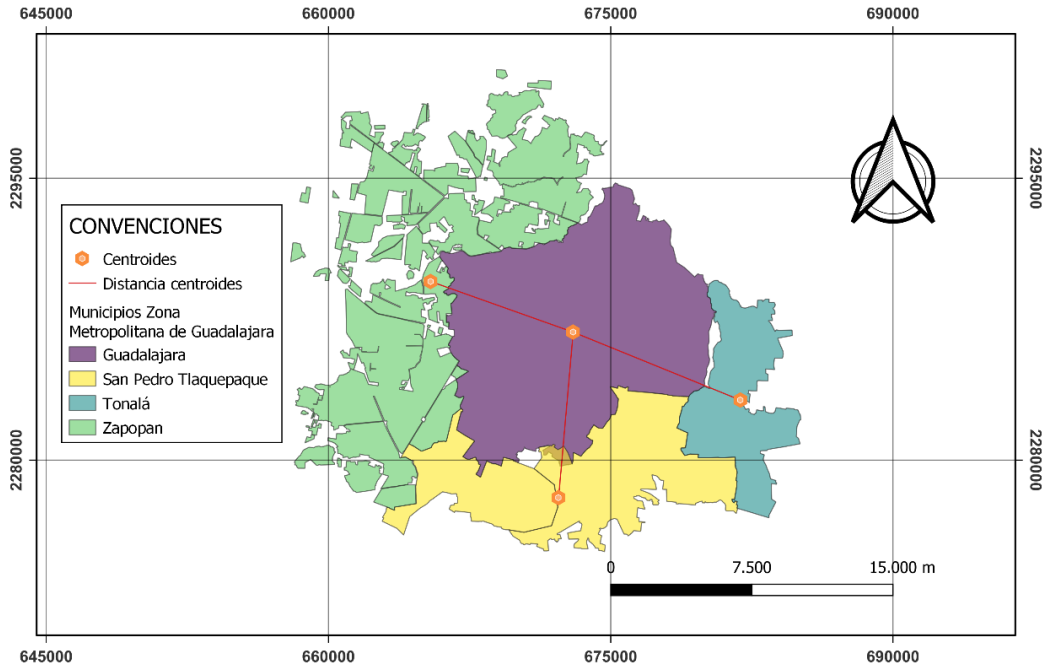 645000 660000 675000 690000
2295000 2295000
CONVENCIONES
Centroides
Distancia centroides
Municipios Zona
Metropolitana de Guadalajara
Guadalajara
San Pedro Tlaquepaque
Tonalá
Zapopan
2280000 2280000
0 7.500 15.000 m
645000 660000 675000 690000